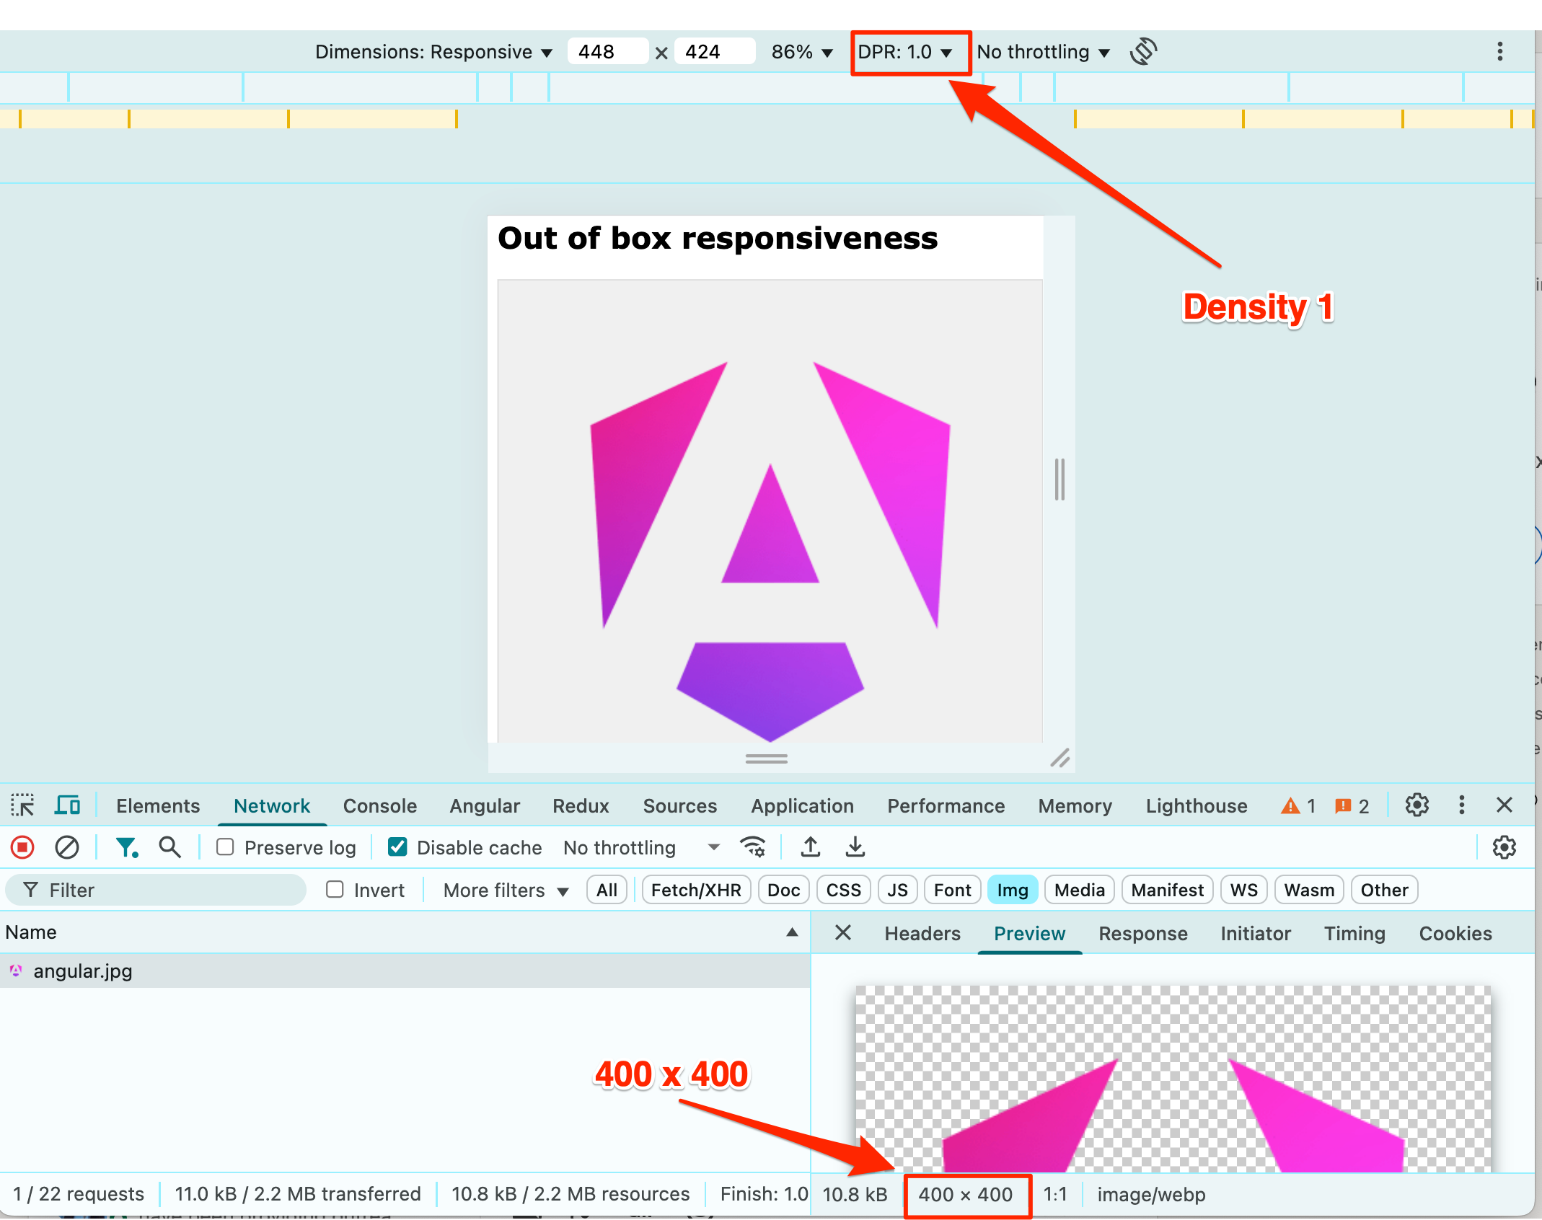 Dimensions: Responsive 448 x 424 86% DPR: 1.0 No throttling
Out of box responsiveness
Density 1
Elements Network Console Angular Redux Sources Application Performance Memory Lighthouse 1 2
Preserve log Disable cache No throttling
Filter Invert More filters All Fetch/XHR Doc CSS JS Font Img Media Manifest WS Wasm Other
Name
Headers Preview Response Initiator Timing Cookies
angular.jpg
400 x 400
1 / 22 requests 11.0 kB / 2.2 MB transferred 10.8 kB / 2.2 MB resources Finish: 1.0 10.8 kB 400 × 400 1:1 image/webp